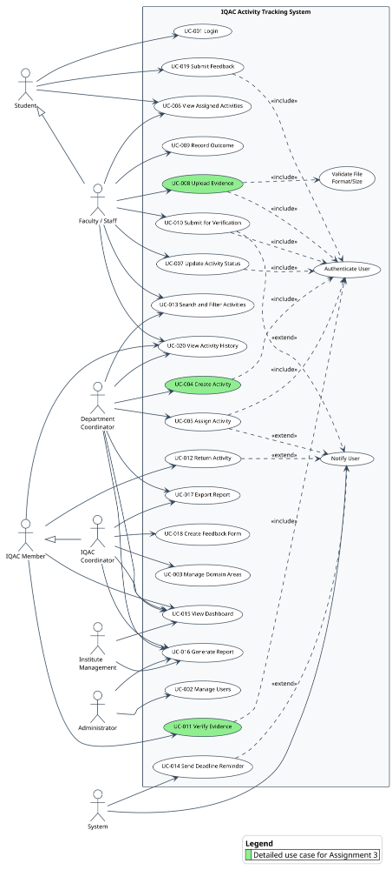 IQAC Activity Tracking System
UC-001 Login
UC-019 Submit Feedback
«include»
Student
UC-006 View Assigned Activities
UC-009 Record Outcome
«include»
Validate File
Format/Size
UC-008 Upload Evidence
Faculty / Staff
«include»
UC-010 Submit for Verification
«include»
UC-007 Update Activity Status
Authenticate User
UC-013 Search and Filter Activities
«include»
UC-020 View Activity History
«extend»
UC-004 Create Activity
«include»
Department
Coordinator
UC-005 Assign Activity
«extend»
UC-012 Return Activity
«extend»
Notify User
UC-017 Export Report
«include»
UC-018 Create Feedback Form
IQAC Member
IQAC
Coordinator
UC-003 Manage Domain Areas
UC-015 View Dashboard
UC-016 Generate Report
Institute
Management
«extend»
UC-002 Manage Users
Administrator
UC-011 Verify Evidence
UC-014 Send Deadline Reminder
System
Legend
Detailed use case for Assignment 3